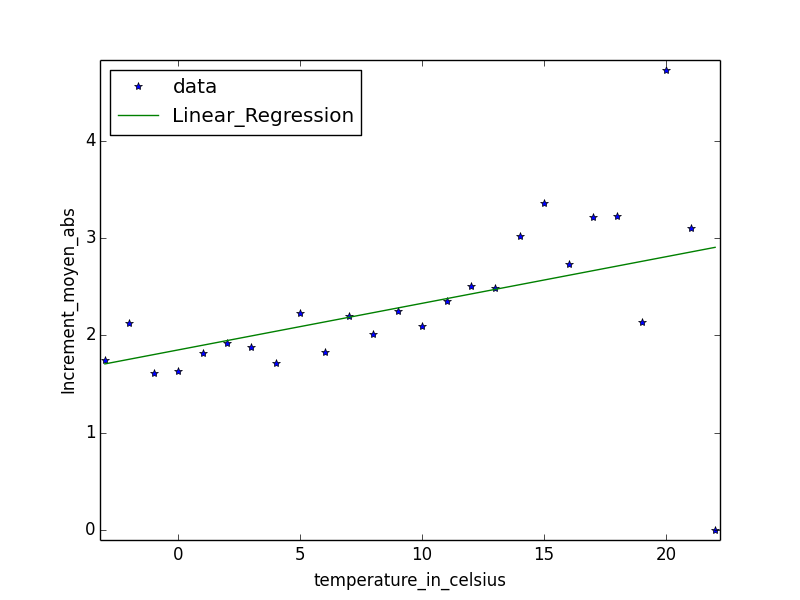 data
Linear_Regression
4
3
2
1
0
Increment_moyen_abs
0 5 10 15 20
temperature_in_celsius